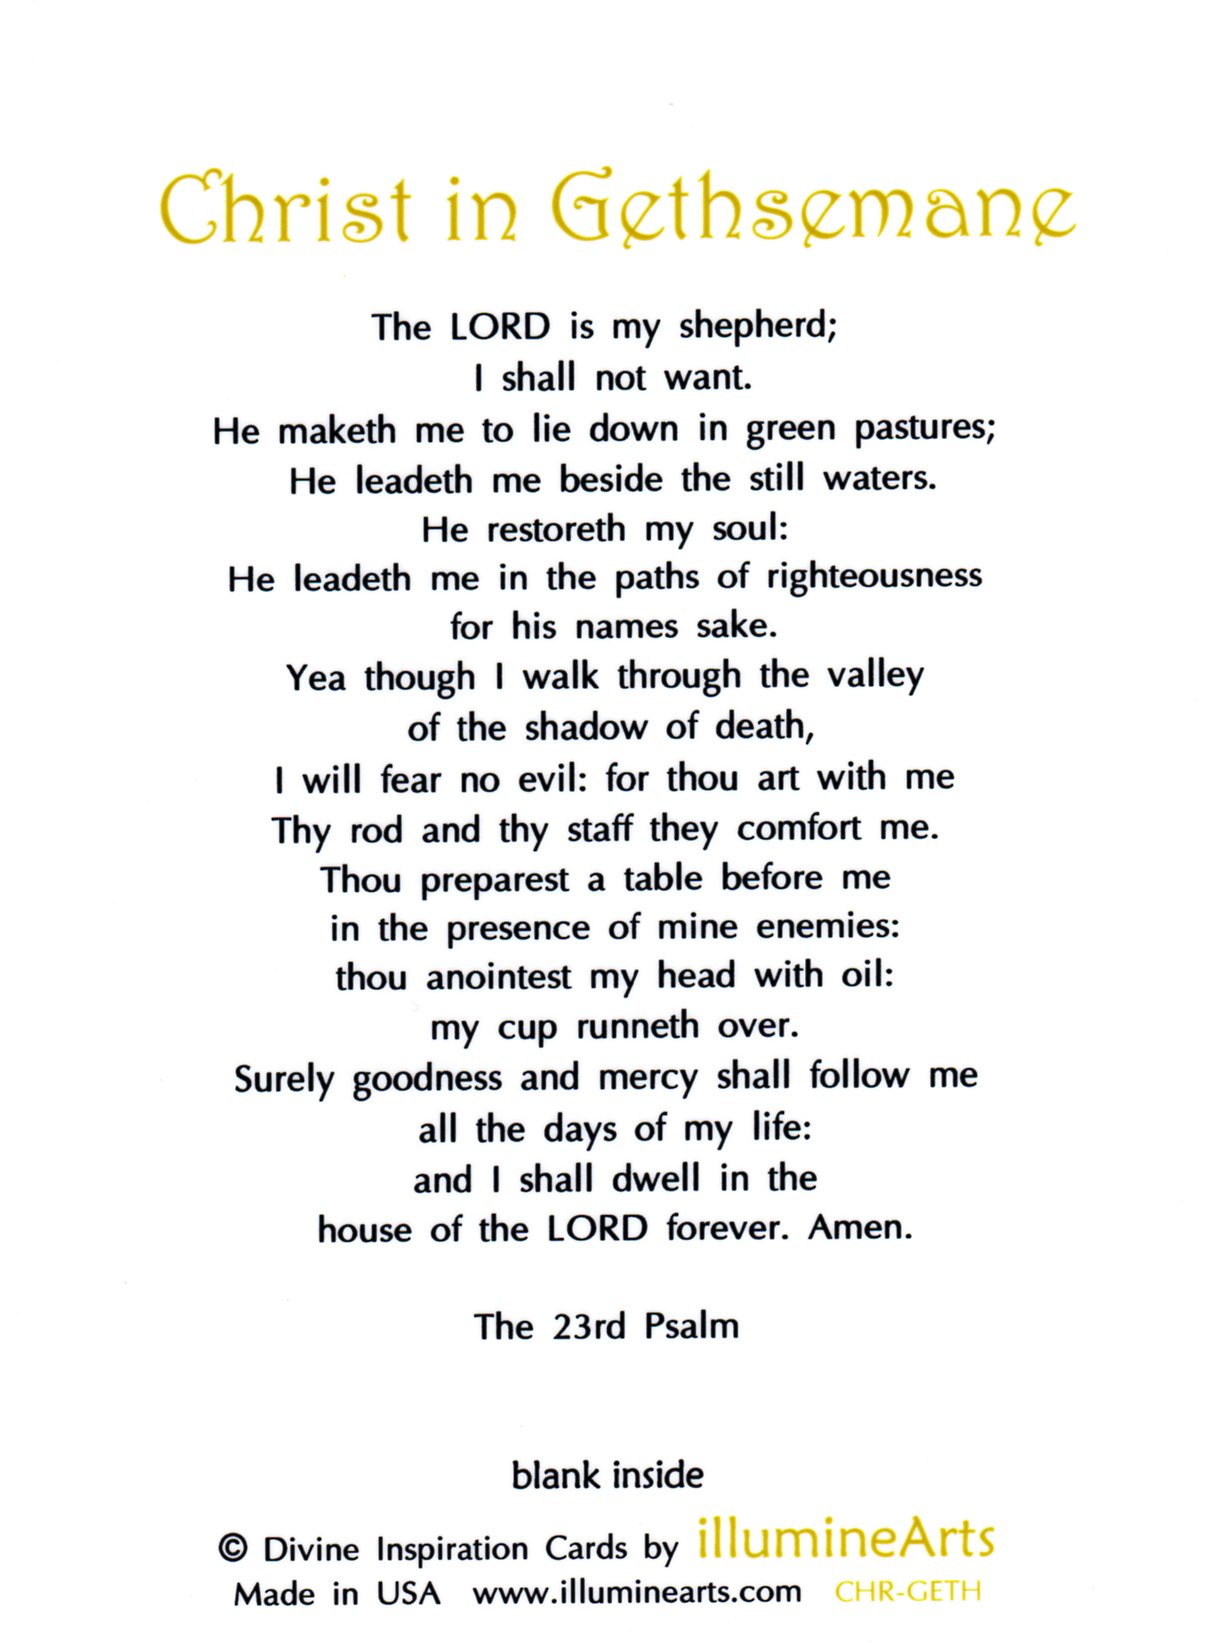 Christ in Gethsemane
The LORD is my shepherd;
I shall not want.
He maketh me to lie down in green pastures;
He leadeth me beside the still waters.
He restoreth my soul:
He leadeth me in the paths of righteousness
for his names sake.
Yea though I walk through the valley
of the shadow of death,
I will fear no evil: for thou art with me
Thy rod and thy staff they comfort me.
Thou preparest a table before me
in the presence of mine enemies:
thou anointest my head with oil:
my cup runneth over.
Surely goodness and mercy shall follow me
all the days of my life:
and I shall dwell in the
house of the LORD forever. Amen.
The 23rd Psalm
blank inside
© Divine Inspiration Cards by illumineArts
Made in USA www.illuminearts.com CHR-GETH